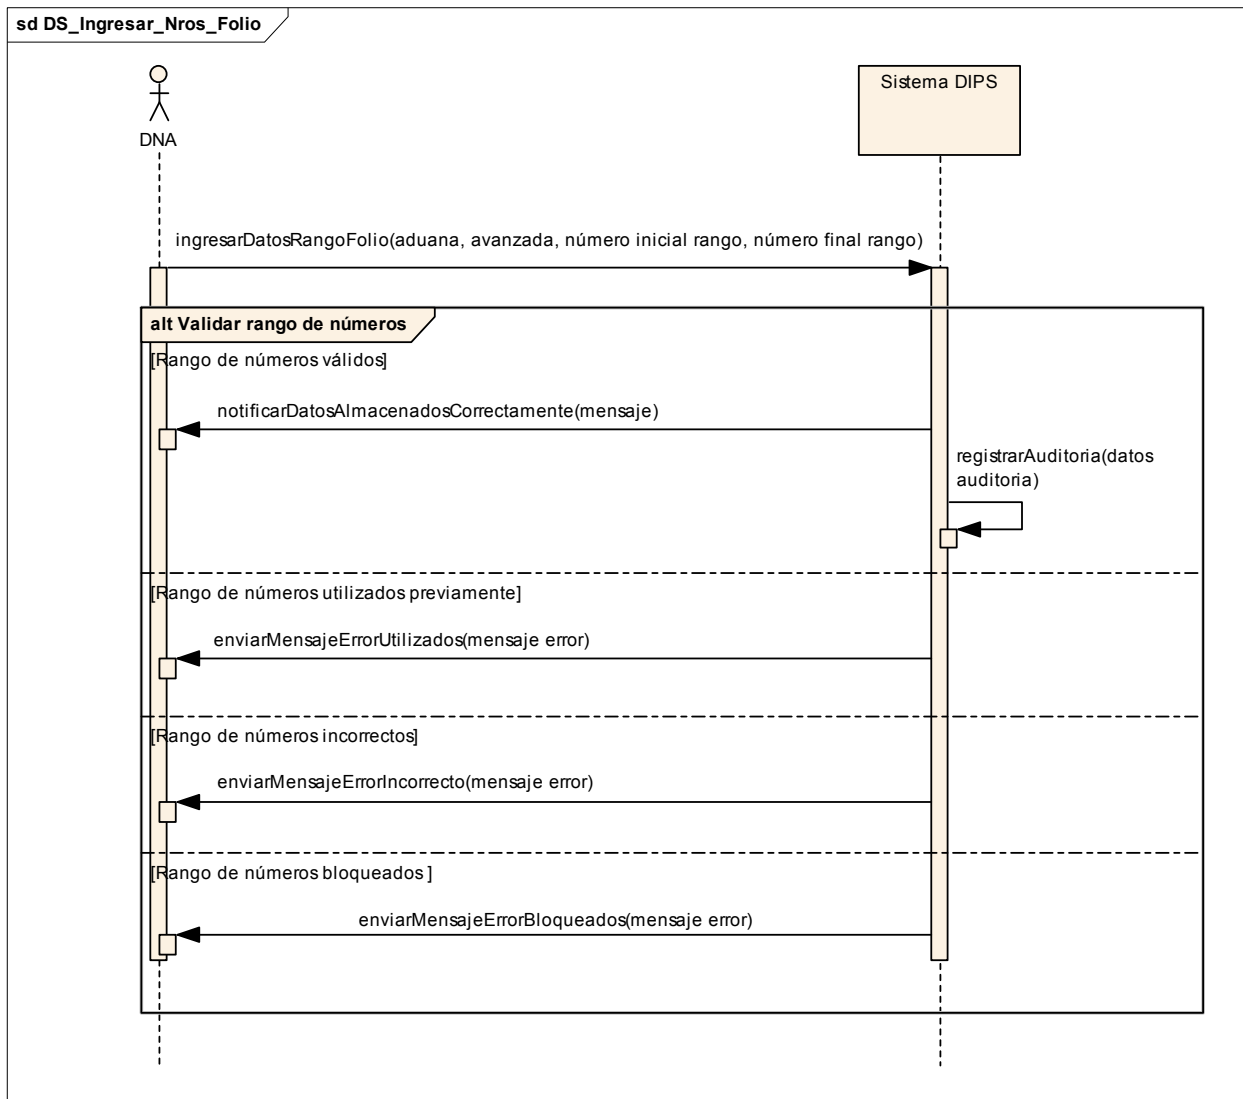 sd DS_Ingresar_Nros_Folio
DNA
Sistema DIPS
ingresarDatosRangoFolio(aduana, avanzada, número inicial rango, número final rango)
alt Validar rango de números
[Rango de números válidos]
notificarDatosAlmacenadosCorrectamente(mensaje)
registrarAuditoria(datos
auditoria)
[Rango de números utilizados previamente]
enviarMensajeErrorUtilizados(mensaje error)
[Rango de números incorrectos]
enviarMensajeErrorIncorrecto(mensaje error)
[Rango de números bloqueados ]
enviarMensajeErrorBloqueados(mensaje error)